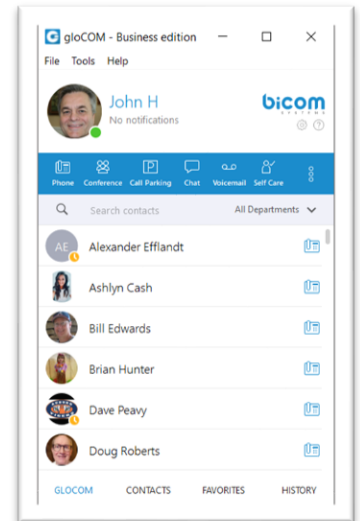 gloCOM - Business edition
File Tools Help
John H
No notifications
bicom
SYSTEMS
Phone Conference Call Parking Chat Voicemail Self Care
Search contacts All Departments
AE Alexander Efflandt
Ashlyn Cash
Bill Edwards
Brian Hunter
Dave Peavy
Doug Roberts
GLOCOM CONTACTS FAVORITES HISTORY